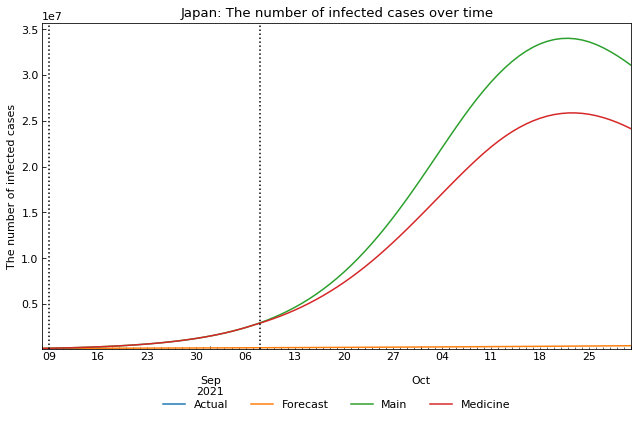 Japan: The number of infected cases over time
1e7
3.5
3.0
2.5
2.0
1.5
1.0
0.5
The number of infected cases
09 16 23 30 06 13 20 27 04 11 18 25
Sep Oct
2021
Actual Forecast Main Medicine